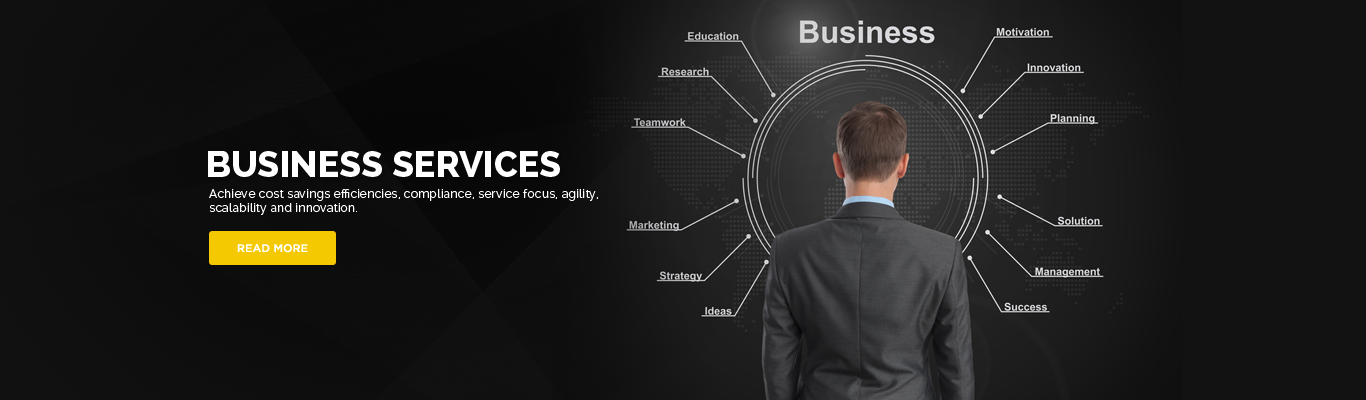 BUSINESS SERVICES
Achieve cost savings efficiencies, compliance, service focus, agility,
scalability and innovation.
READ MORE
Business
Education
Research
Teamwork
Marketing
Strategy
Ideas
Motivation
Innovation
Planning
Solution
Management
Success